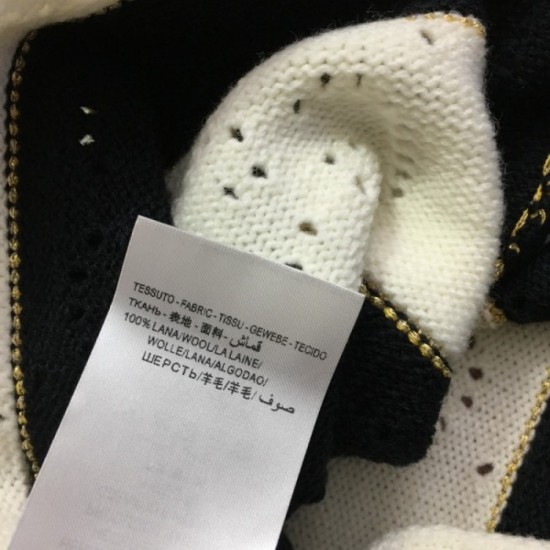 TESSUTO - FABRIC - TISSU - GEWEBE - TECIDO
ТКАНЬ - 表地 - 面料 - قماش
100% LANA/WOOL/LA LAINE/
WOLLE/LANA/ALGODAO/
ШЕРСТЬ/羊毛/羊毛/ صوف